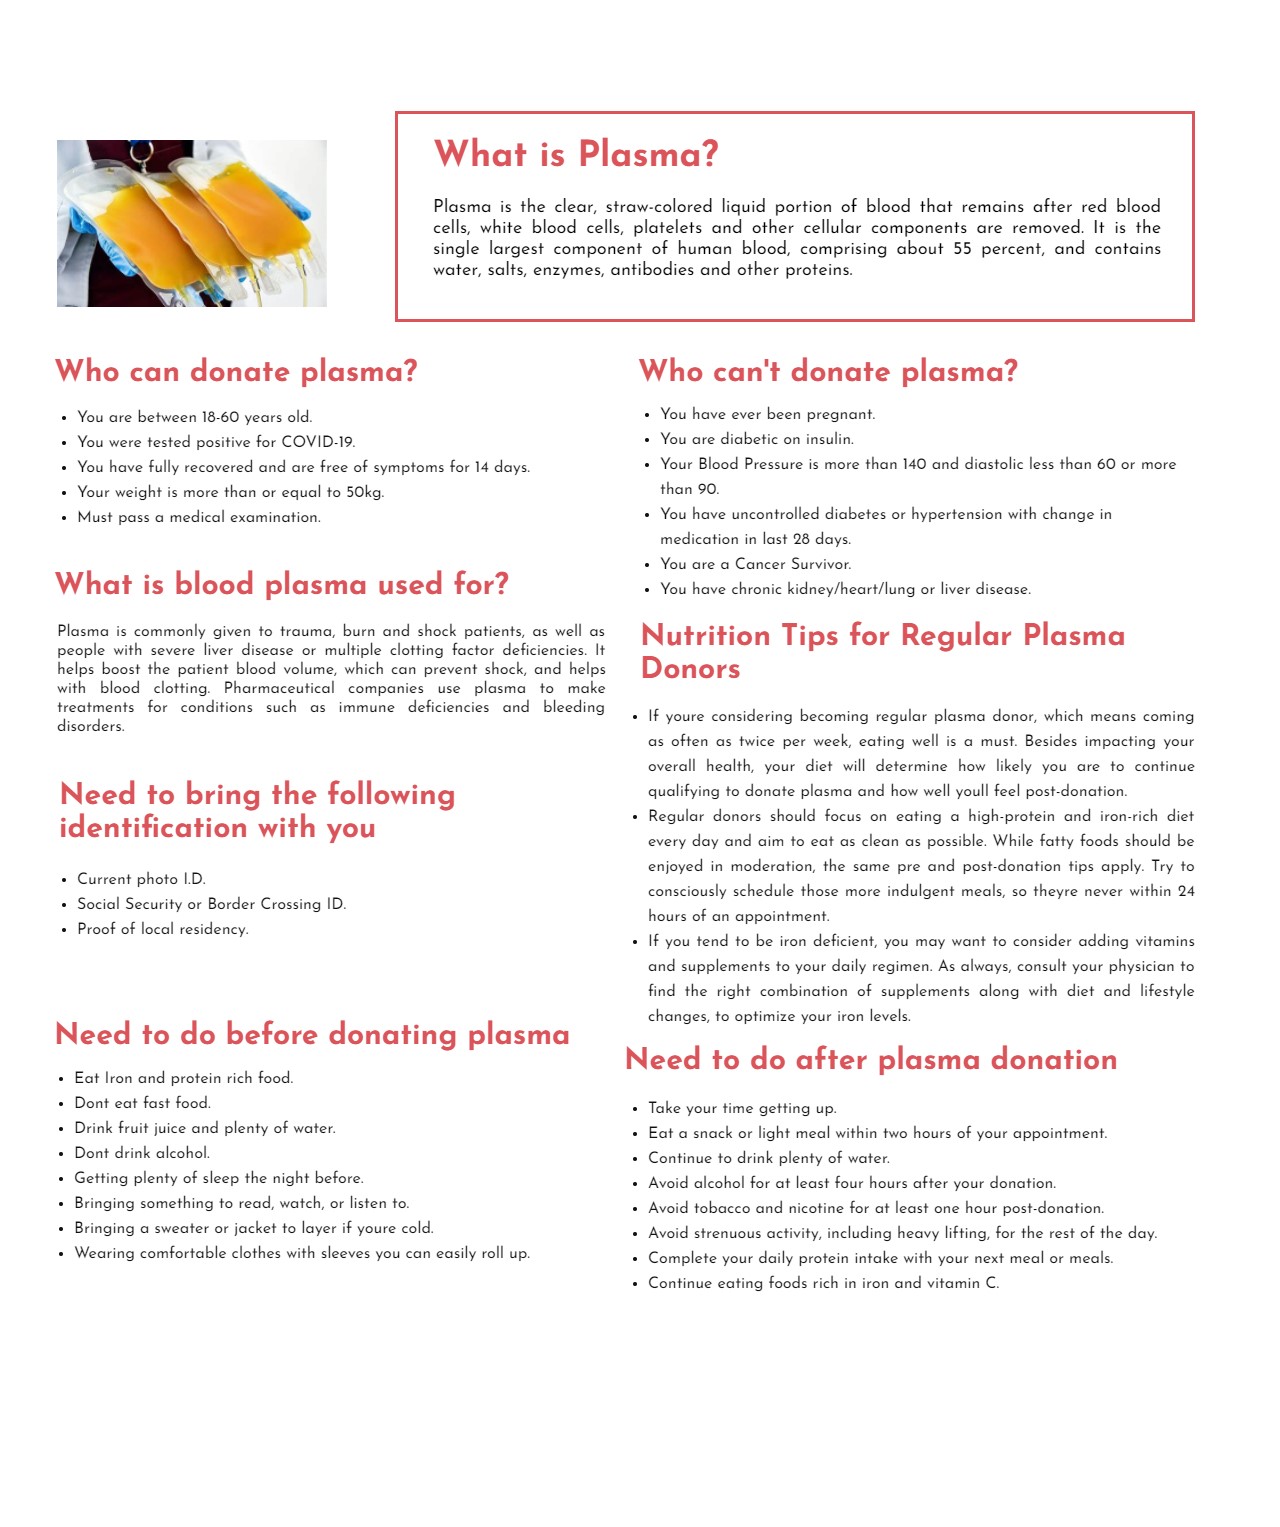 What is Plasma?
Plasma is the clear, straw-colored liquid portion of blood that remains after red blood
cells, white blood cells, platelets and other cellular components are removed. It is the
single largest component of human blood, comprising about 55 percent, and contains
water, salts, enzymes, antibodies and other proteins.
Who can donate plasma?
• You are between 18-60 years old.
• You were tested positive for COVID-19.
• You have fully recovered and are free of symptoms for 14 days.
• Your weight is more than or equal to 50kg.
• Must pass a medical examination.
What is blood plasma used for?
Plasma is commonly given to trauma, burn and shock patients, as well as
people with severe liver disease or multiple clotting factor deficiencies. It
helps boost the patient blood volume, which can prevent shock, and helps
with blood clotting. Pharmaceutical companies use plasma to make
treatments for conditions such as immune deficiencies and bleeding
disorders.
Need to bring the following
identification with you
• Current photo I.D.
• Social Security or Border Crossing ID.
• Proof of local residency.
Need to do before donating plasma
• Eat Iron and protein rich food.
• Dont eat fast food.
• Drink fruit juice and plenty of water.
• Dont drink alcohol.
• Getting plenty of sleep the night before.
• Bringing something to read, watch, or listen to.
• Bringing a sweater or jacket to layer if youre cold.
• Wearing comfortable clothes with sleeves you can easily roll up.
Who can't donate plasma?
• You have ever been pregnant.
• You are diabetic on insulin.
• Your Blood Pressure is more than 140 and diastolic less than 60 or more
than 90.
• You have uncontrolled diabetes or hypertension with change in
medication in last 28 days.
• You are a Cancer Survivor.
• You have chronic kidney/heart/lung or liver disease.
Nutrition Tips for Regular Plasma
Donors
• If youre considering becoming regular plasma donor, which means coming
as often as twice per week, eating well is a must. Besides impacting your
overall health, your diet will determine how likely you are to continue
qualifying to donate plasma and how well youll feel post-donation.
• Regular donors should focus on eating a high-protein and iron-rich diet
every day and aim to eat as clean as possible. While fatty foods should be
enjoyed in moderation, the same pre and post-donation tips apply. Try to
consciously schedule those more indulgent meals, so theyre never within 24
hours of an appointment.
• If you tend to be iron deficient, you may want to consider adding vitamins
and supplements to your daily regimen. As always, consult your physician to
find the right combination of supplements along with diet and lifestyle
changes, to optimize your iron levels.
Need to do after plasma donation
• Take your time getting up.
• Eat a snack or light meal within two hours of your appointment.
• Continue to drink plenty of water.
• Avoid alcohol for at least four hours after your donation.
• Avoid tobacco and nicotine for at least one hour post-donation.
• Avoid strenuous activity, including heavy lifting, for the rest of the day.
• Complete your daily protein intake with your next meal or meals.
• Continue eating foods rich in iron and vitamin C.